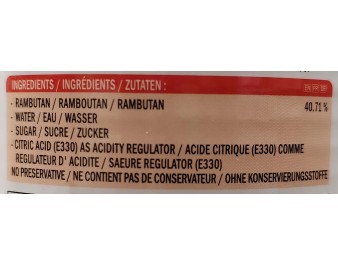 INGREDIENTS / INGRÉDIENTS / ZUTATEN :
- RAMBUTAN / RAMBOUTAN / RAMBUTAN 40.71 %
- WATER / EAU / WASSER
- SUGAR / SUCRE / ZUCKER
- CITRIC ACID (E330) AS ACIDITY REGULATOR / ACIDE CITRIQUE (E330) COMME
REGULATEUR D' ACIDITE / SAEURE REGULATOR (E330)
NO PRESERVATIVE / NE CONTIENT PAS DE CONSERVATEUR / OHNE KONSERVIERUNGSSTOFFE